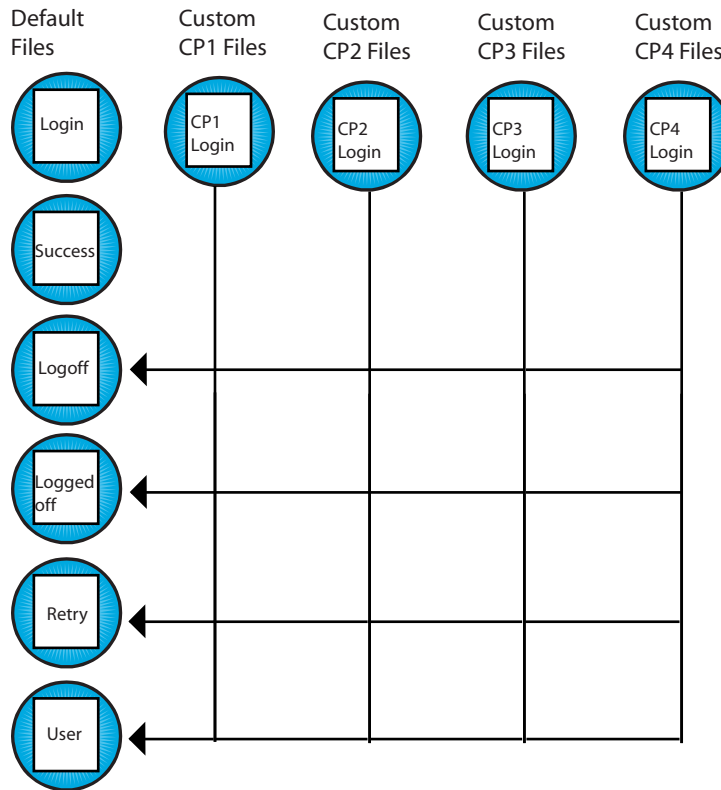 Default
Files
Custom
CP1 Files
Custom
CP2 Files
Custom
CP3 Files
Custom
CP4 Files
Login
CP1
Login
CP2
Login
CP3
Login
CP4
Login
Success
Logoff
Logged
off
Retry
User